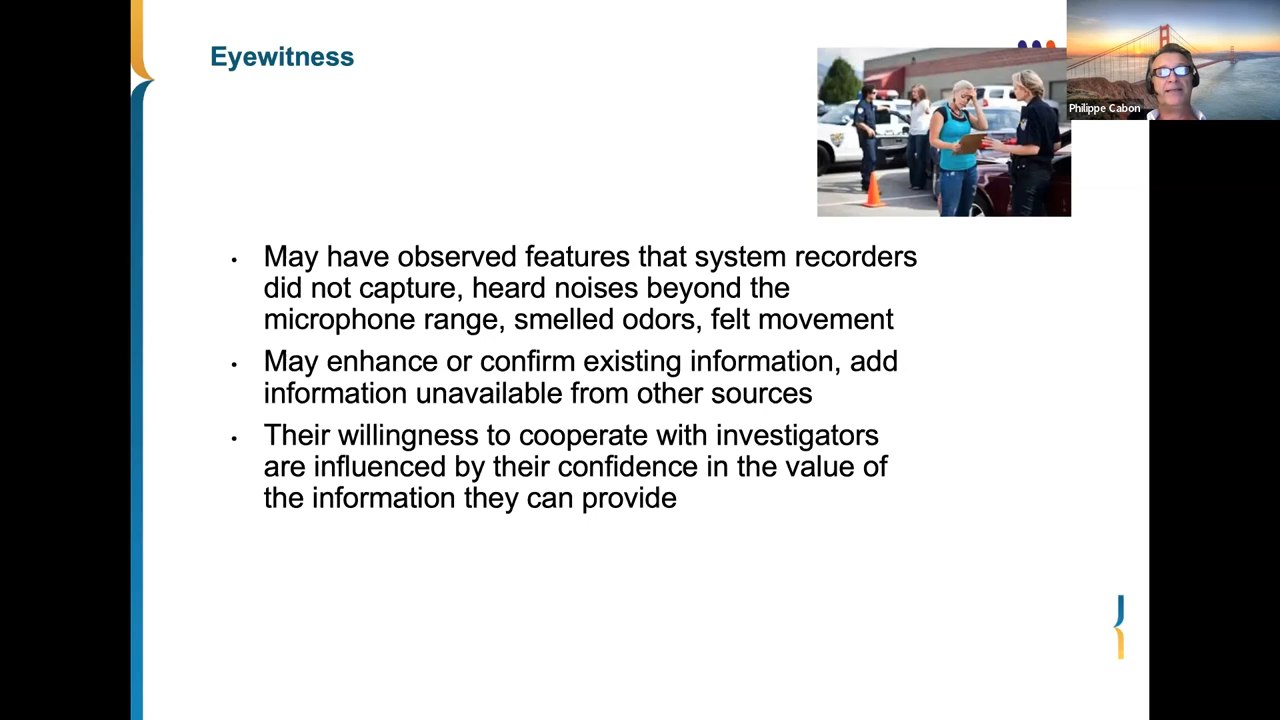 Eyewitness
Philippe Cabon
• May have observed features that system recorders
did not capture, heard noises beyond the
microphone range, smelled odors, felt movement
• May enhance or confirm existing information, add
information unavailable from other sources
• Their willingness to cooperate with investigators
are influenced by their confidence in the value of
the information they can provide